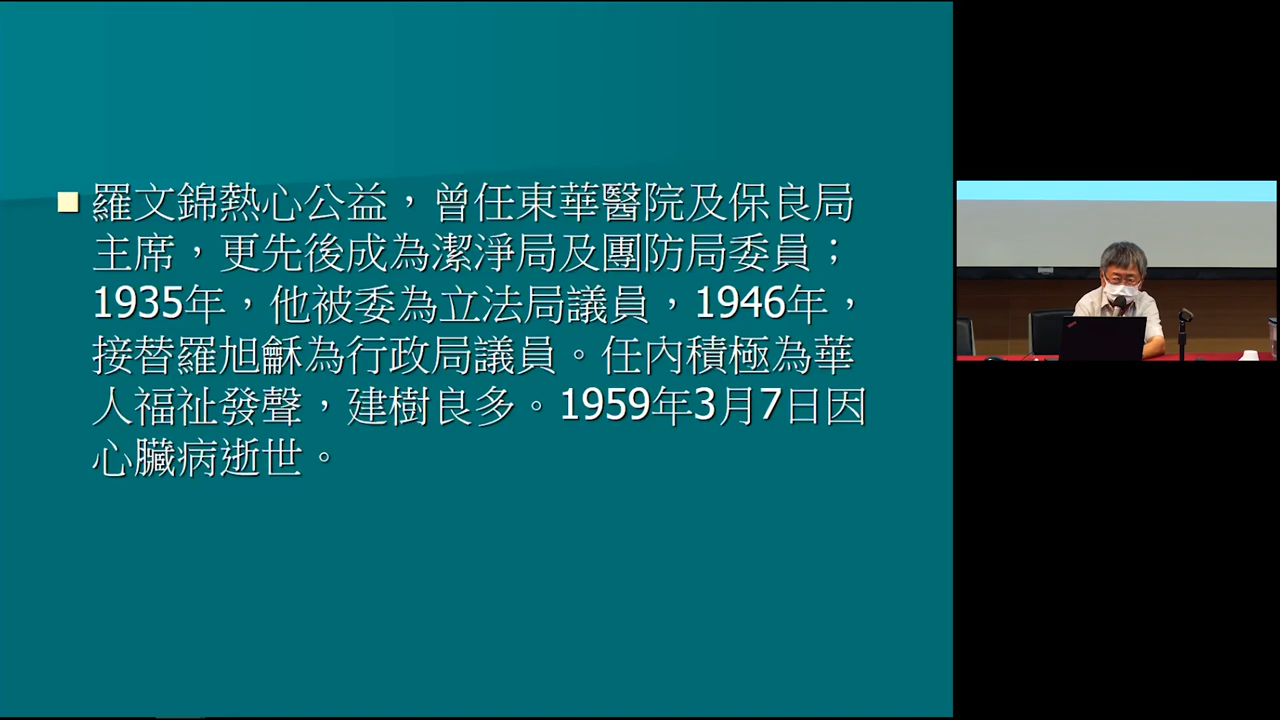 羅文錦熱心公益，曾任東華醫院及保良局
主席，更先後成為潔淨局及團防局委員；
1935年，他被委為立法局議員，1946年，
接替羅旭龢為行政局議員。任內積極為華
人福祉發聲，建樹良多。1959年3月7日因
心臟病逝世。